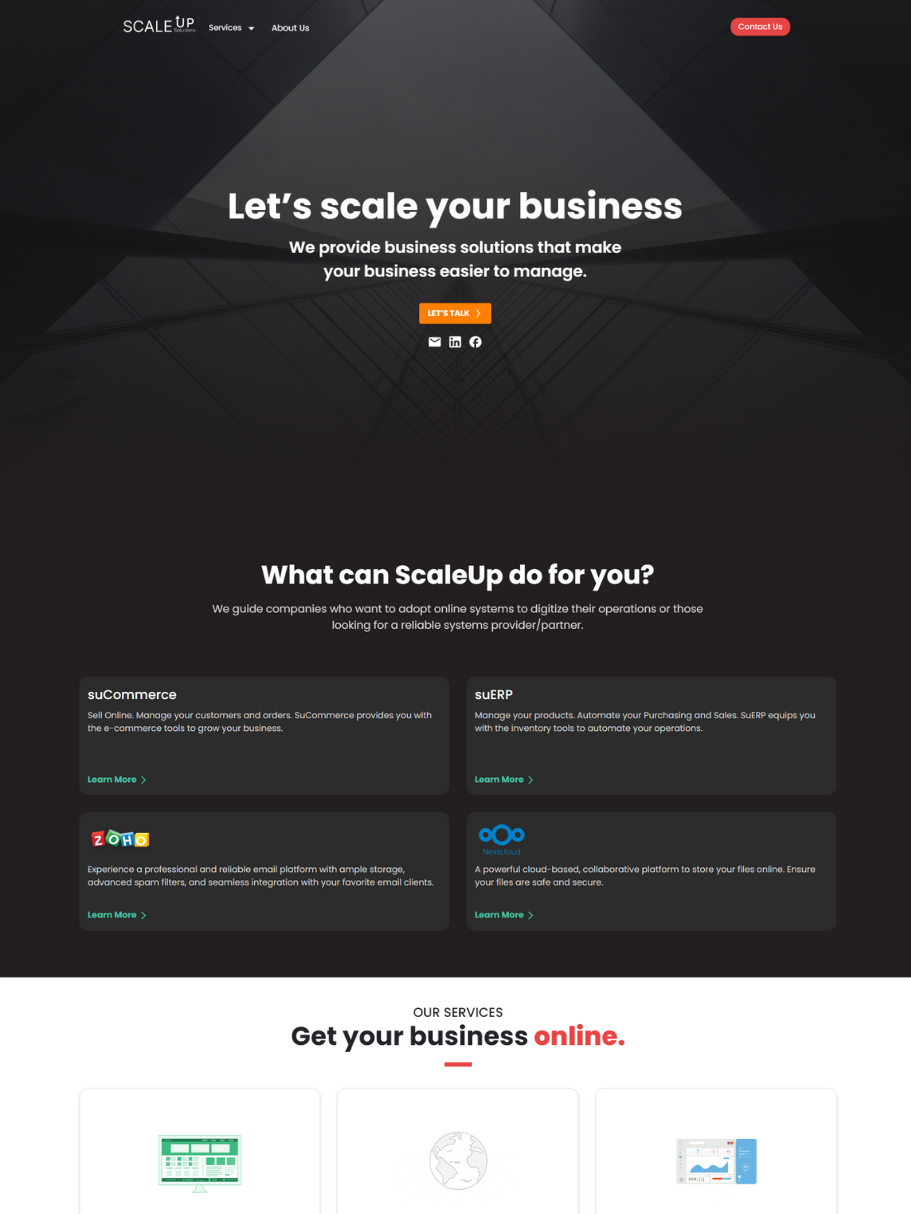 SCALEUP
Solutions
Services
About Us
Contact Us
Let’s scale your business
We provide business solutions that make
your business easier to manage.
LET'S TALK
What can ScaleUp do for you?
We guide companies who want to adopt online systems to digitize their operations or those
looking for a reliable systems provider/partner.
suCommerce
Sell Online. Manage your customers and orders. SuCommerce provides you with
the e-commerce tools to grow your business.
Learn More
suERP
Manage your products. Automate your Purchasing and Sales. SuERP equips you
with the inventory tools to automate your operations.
Learn More
ZOHO
Experience a professional and reliable email platform with ample storage,
advanced spam filters, and seamless integration with your favorite email clients.
Learn More
Nextcloud
A powerful cloud-based, collaborative platform to store your files online. Ensure
your files are safe and secure.
Learn More
OUR SERVICES
Get your business online.